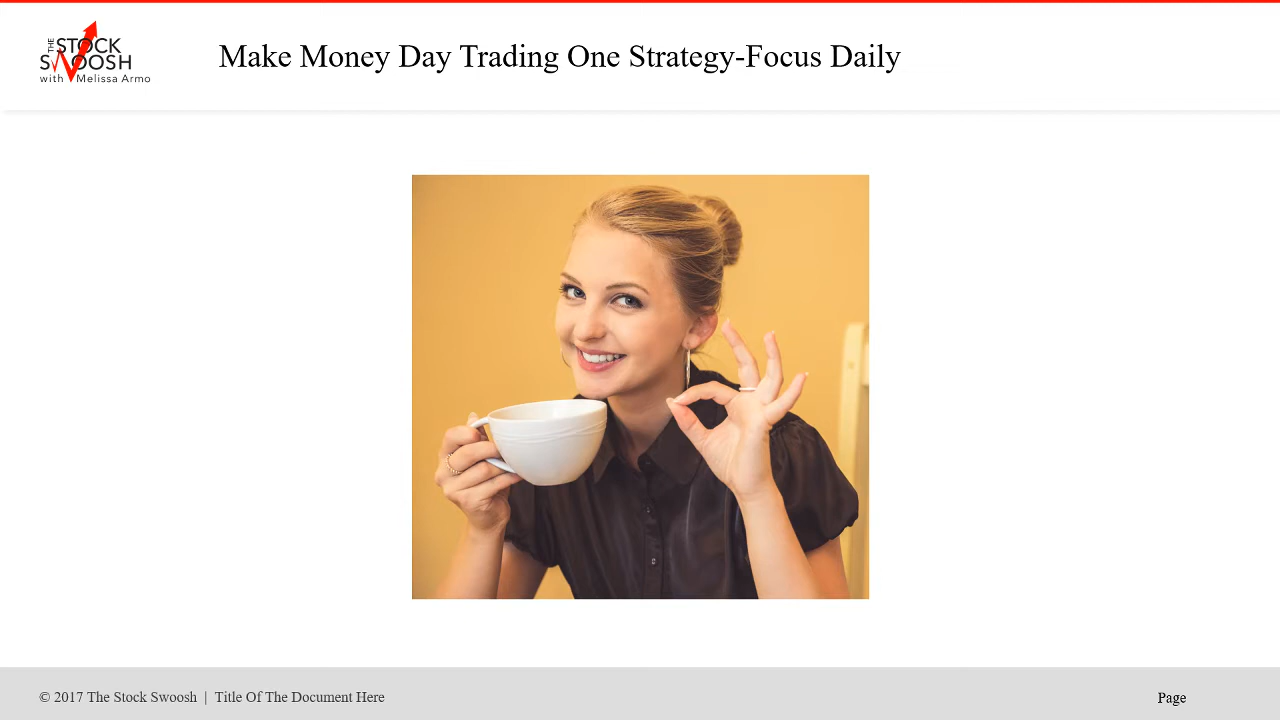 THE
STOCK
SWOOSH
with Melissa Armo
Make Money Day Trading One Strategy-Focus Daily
© 2017 The Stock Swoosh | Title Of The Document Here
Page